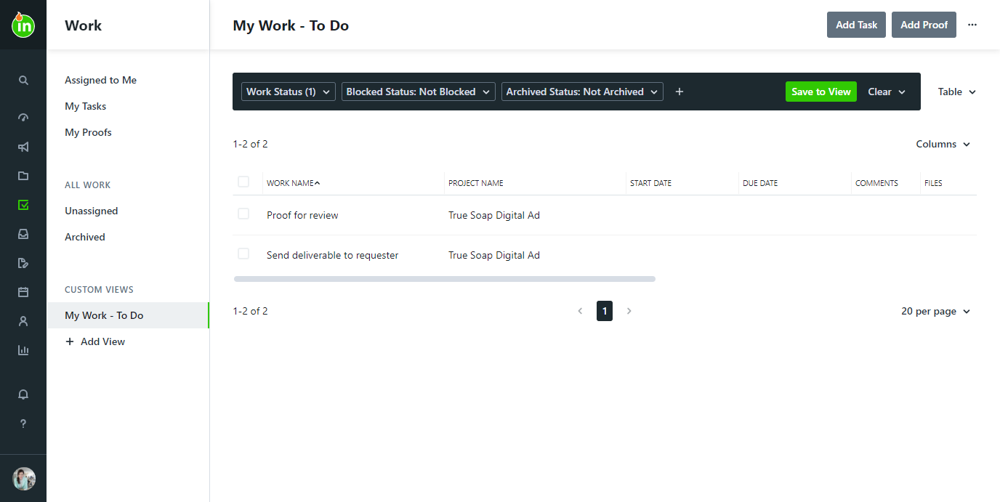 in
Work
My Work - To Do
Add Task
Add Proof
Assigned to Me
My Tasks
My Proofs
ALL WORK
Unassigned
Archived
CUSTOM VIEWS
My Work - To Do
+ Add View
Work Status (1)
Blocked Status: Not Blocked
Archived Status: Not Archived
+
Save to View
Clear
Table
1-2 of 2
Columns
WORK NAME PROJECT NAME START DATE DUE DATE COMMENTS FILES
Proof for review True Soap Digital Ad
Send deliverable to requester True Soap Digital Ad
1-2 of 2
1
20 per page
?